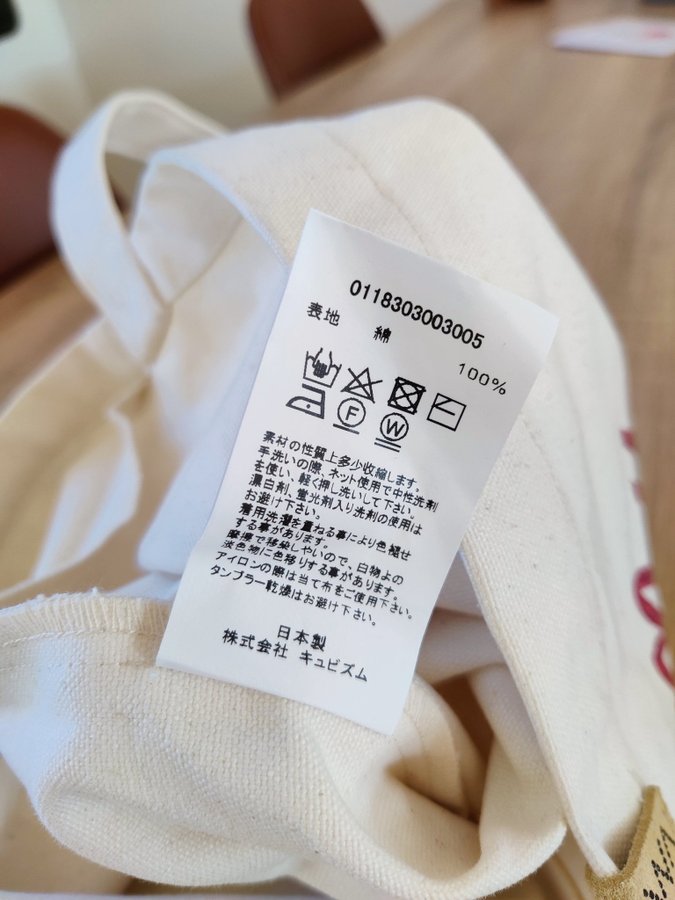 0118303003005
表地 綿
100%
F W
素材の性質上多少収縮します。
手洗いの際、ネット使用で中性洗剤
を使い、軽く押し洗いして下さい。
漂白剤、蛍光剤入り洗剤の使用は
お避け下さい。
着用洗濯を重ねる事により色褪せ
する事があります。
摩擦で移染しやいので、白物よの
淡色物に色移りする事があります。
アイロンの際は当て布をご使用下さい。
タンブラー乾燥はお避け下さい。
日本製
株式会社 キュビズム